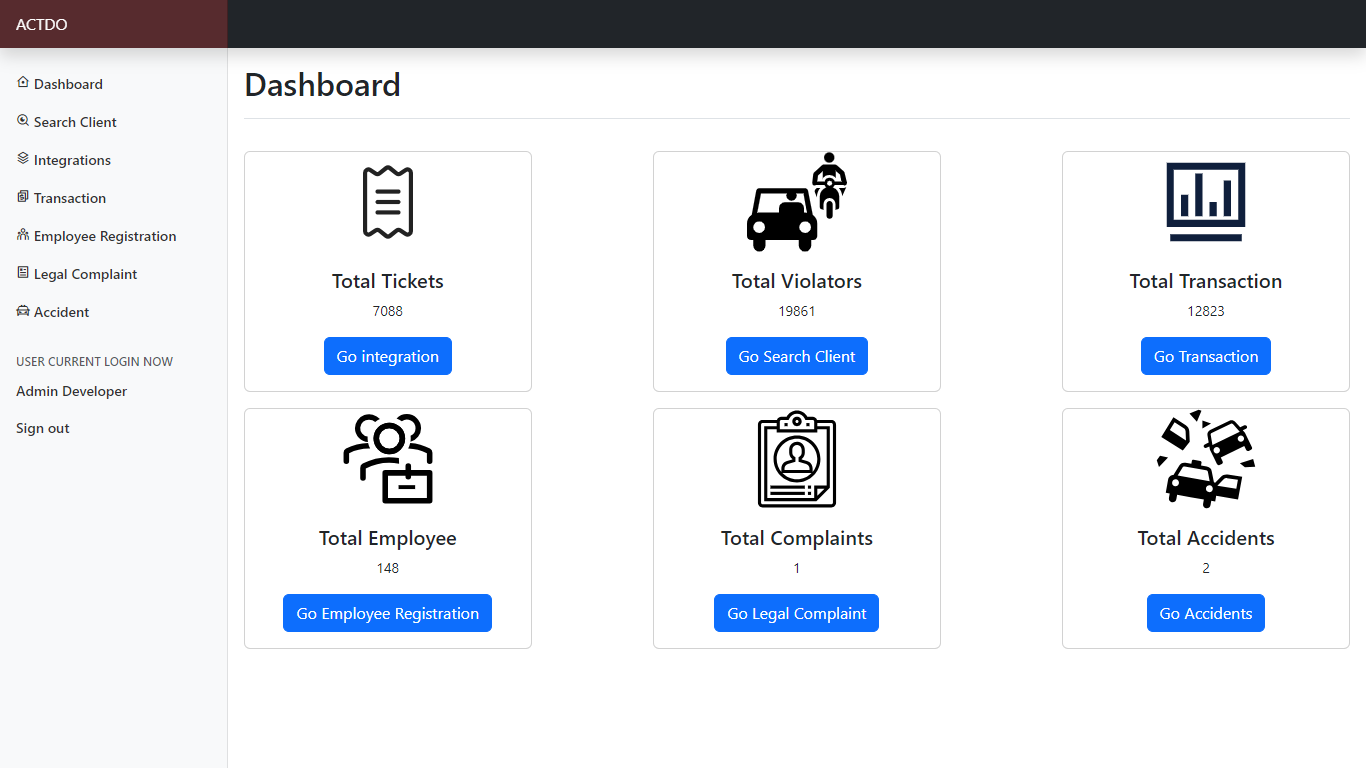 ACTDO
Dashboard
Search Client
Integrations
Transaction
Employee Registration
Legal Complaint
Accident
USER CURRENT LOGIN NOW
Admin Developer
Sign out
Dashboard
Total Tickets
7088
Go integration
Total Violators
19861
Go Search Client
Total Transaction
12823
Go Transaction
Total Employee
148
Go Employee Registration
Total Complaints
1
Go Legal Complaint
Total Accidents
2
Go Accidents